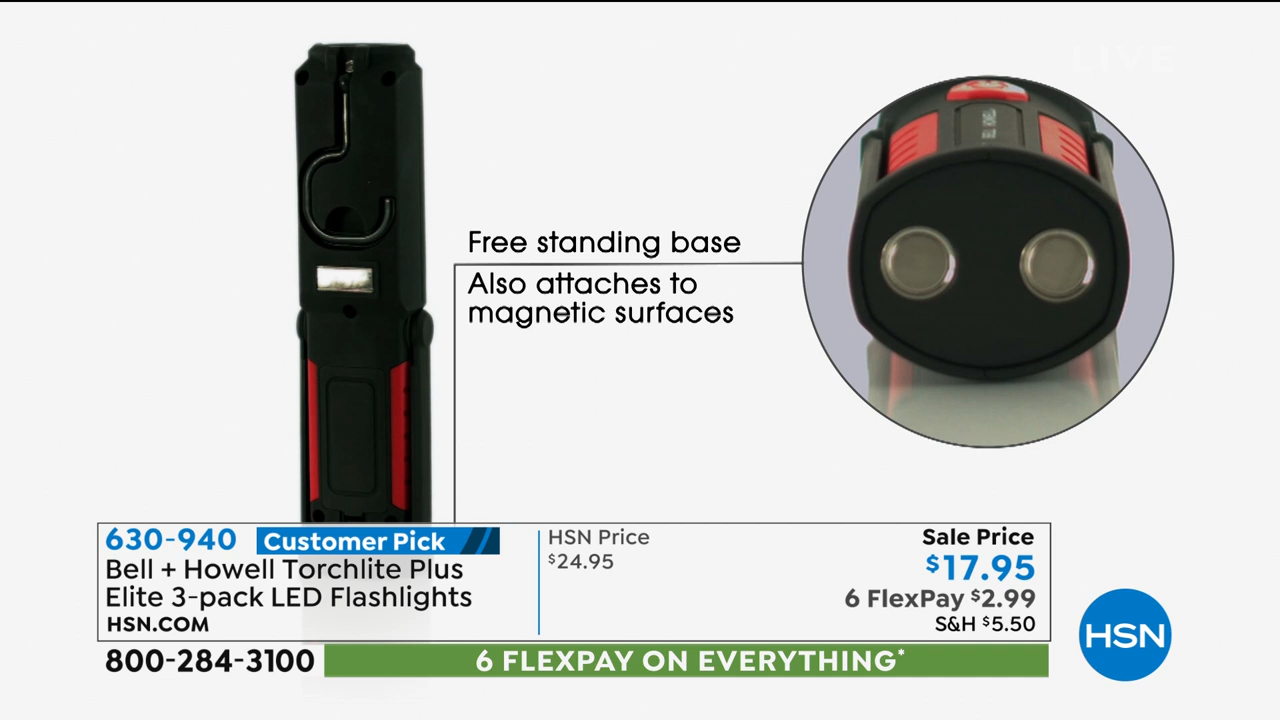 LIVE
BELL HOWELL
Free standing base
Also attaches to
magnetic surfaces
630-940 Customer Pick
Bell + Howell Torchlite Plus
Elite 3-pack LED Flashlights
HSN.COM
HSN Price
$24.95
Sale Price
$17.95
6 FlexPay $2.99
S&H $5.50
800-284-3100
6 FLEXPAY ON EVERYTHING*
HSN